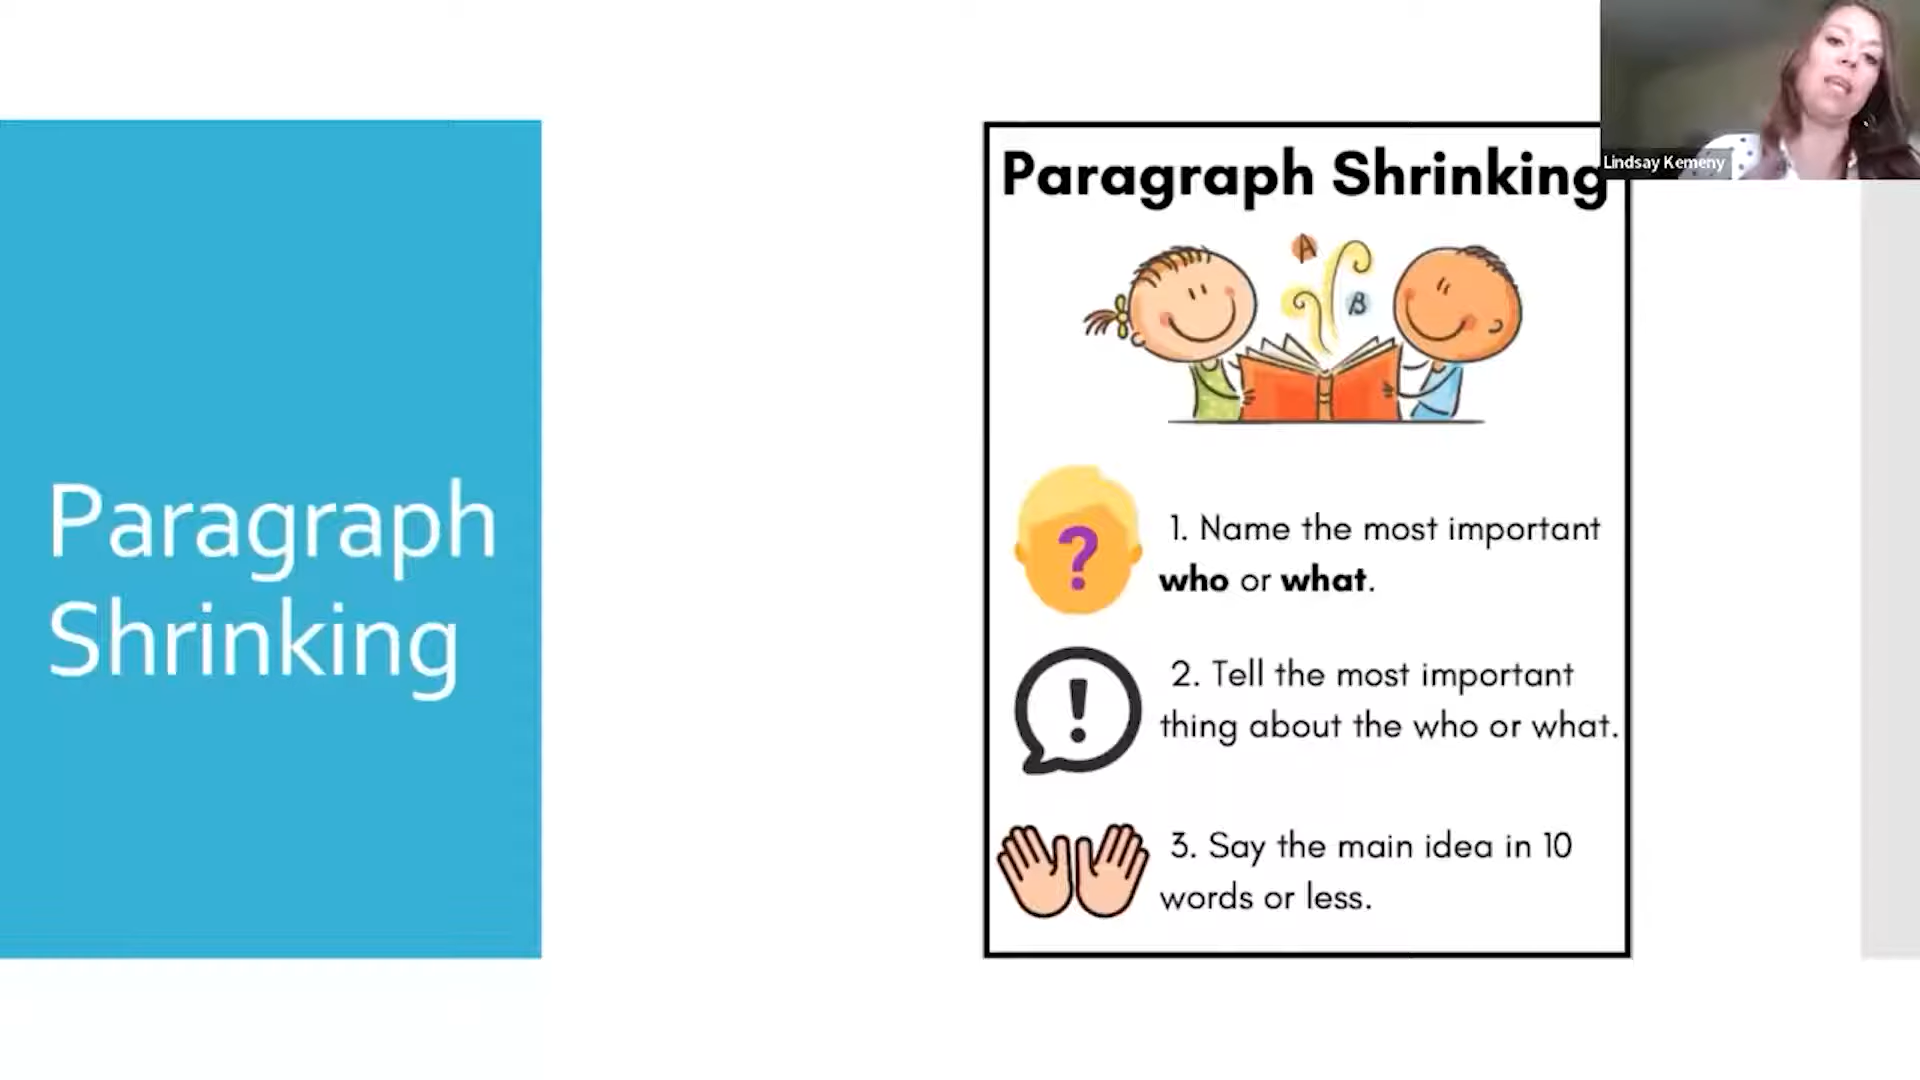 Paragraph
Shrinking
Paragraph Shrinking
A
B
?
1. Name the most important
who or what.
!
2. Tell the most important
thing about the who or what.
3. Say the main idea in 10
words or less.
Lindsay Kemeny